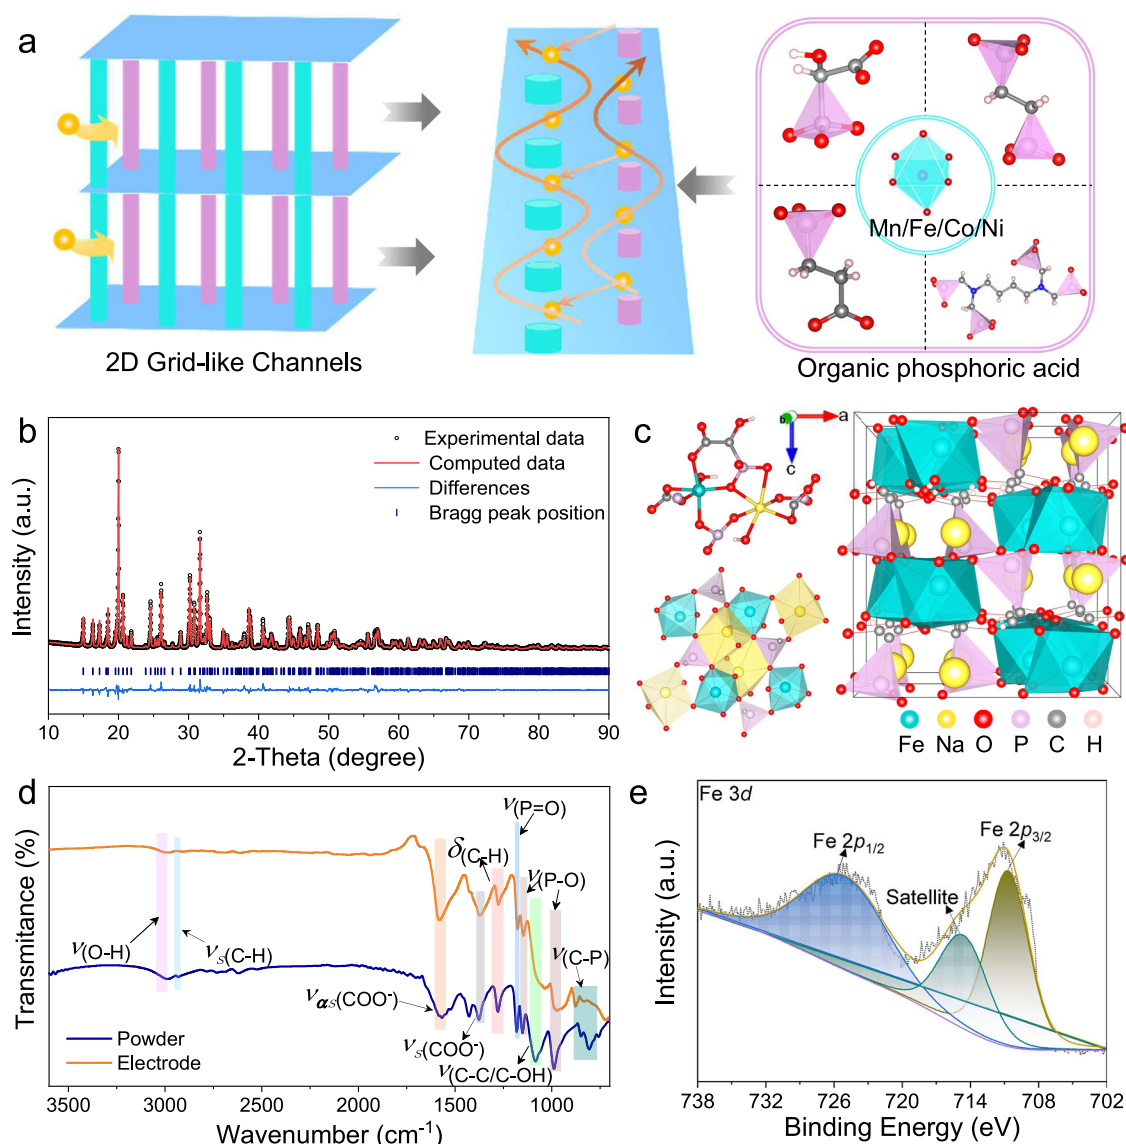 a
Mn/Fe/Co/Ni
2D Grid-like Channels
Organic phosphoric acid
b
Experimental data
Computed data
Differences
Bragg peak position
Intensity (a.u.)
10 20 30 40 50 60 70 80 90
2-Theta (degree)
c
a
b
c
Fe Na O P C H
d
ν(P=O)
δ(C-H)
ν(P-O)
ν(O-H)
νS(C-H)
ν(C-P)
ναS(COO⁻)
νS(COO⁻)
ν(C-C/C-OH)
Powder
Electrode
Transmitance (%)
3500 3000 2500 2000 1500 1000
Wavenumber (cm⁻¹)
e
Fe 3d
Fe 2p3/2
Fe 2p1/2
Satellite
Intensity (a.u.)
738 732 726 720 714 708 702
Binding Energy (eV)